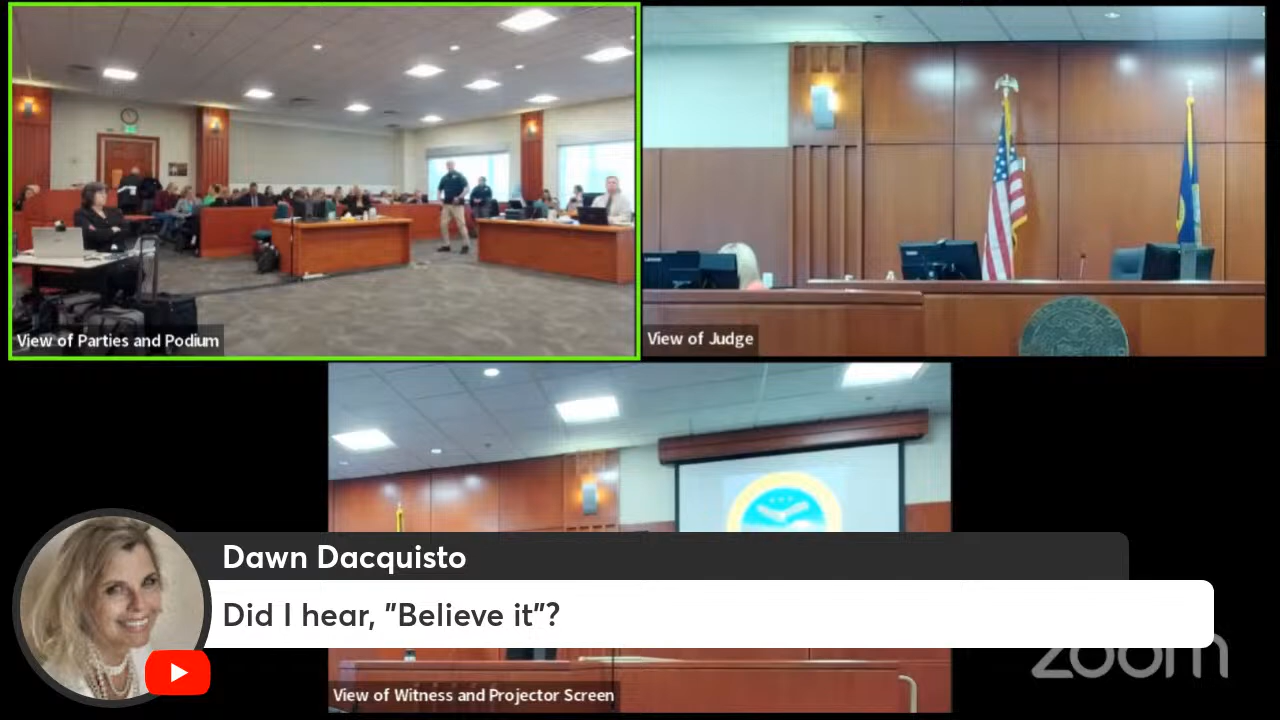 View of Parties and Podium
View of Judge
Dawn Dacquisto
Did I hear, "Believe it"?
zoom
View of Witness and Projector Screen